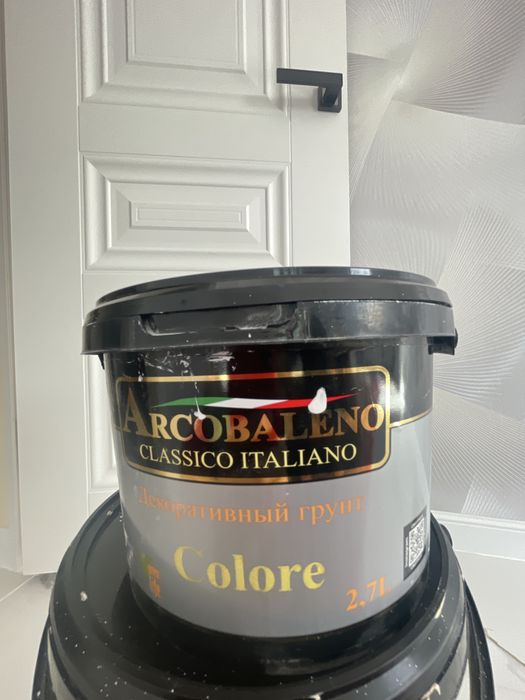 ARCOBALENO
CLASSICO ITALIANO
Декоративный грунт
Colore
2,7L